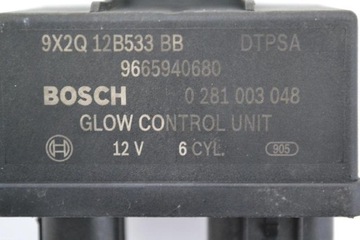 9X2Q 12B533 BB DTPSA
9665940680
BOSCH 0 281 003 048
GLOW CONTROL UNIT
12 V 6 CYL. 905